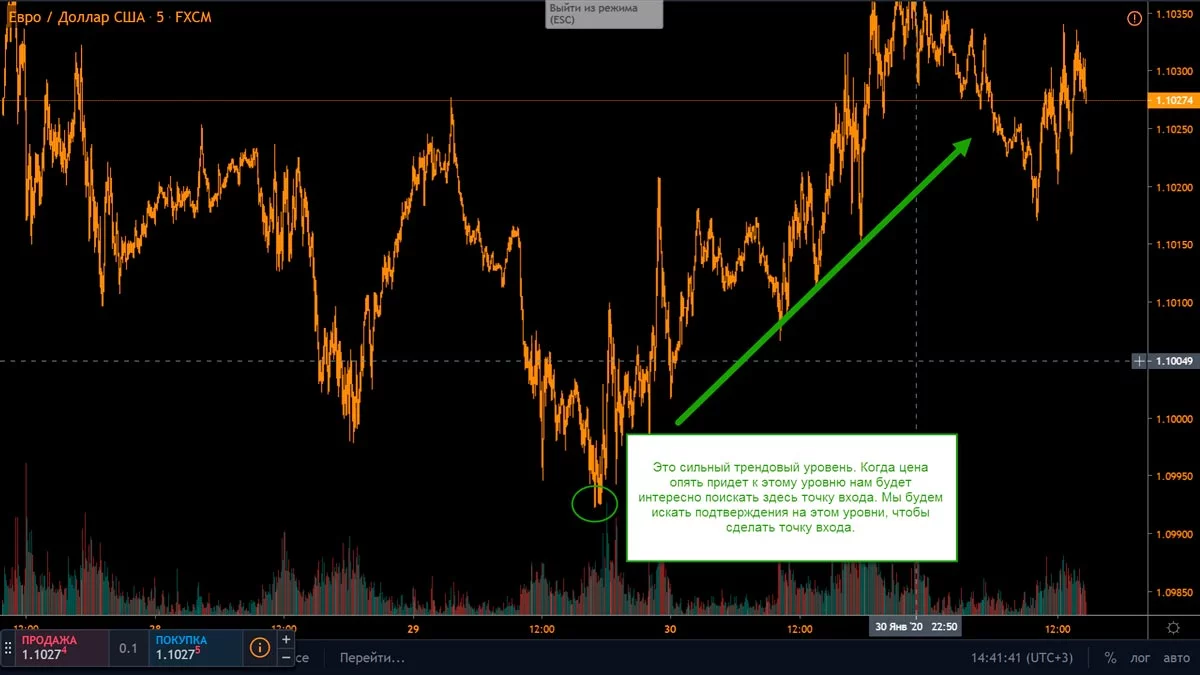 Евро / Доллар США · 5 · FXCM
Выйти из режима
(ESC)
1.10350
1.10300
1.10274
1.10250
1.10200
1.10150
1.10100
1.10049
1.10000
1.09950
1.09900
1.09850
Это сильный трендовый уровень. Когда цена
опять придет к этому уровню нам будет
интересно поискать здесь точку входа. Мы будем
искать подтверждения на этом уровни, чтобы
сделать точку входа.
12:00 28 12:00 29 12:00 30 12:00 30 Янв '20 22:50 12:00
ПРОДАЖА
1.10274
0.1
ПОКУПКА
1.10275
се
Перейти...
14:41:41 (UTC+3)
%
лог
авто